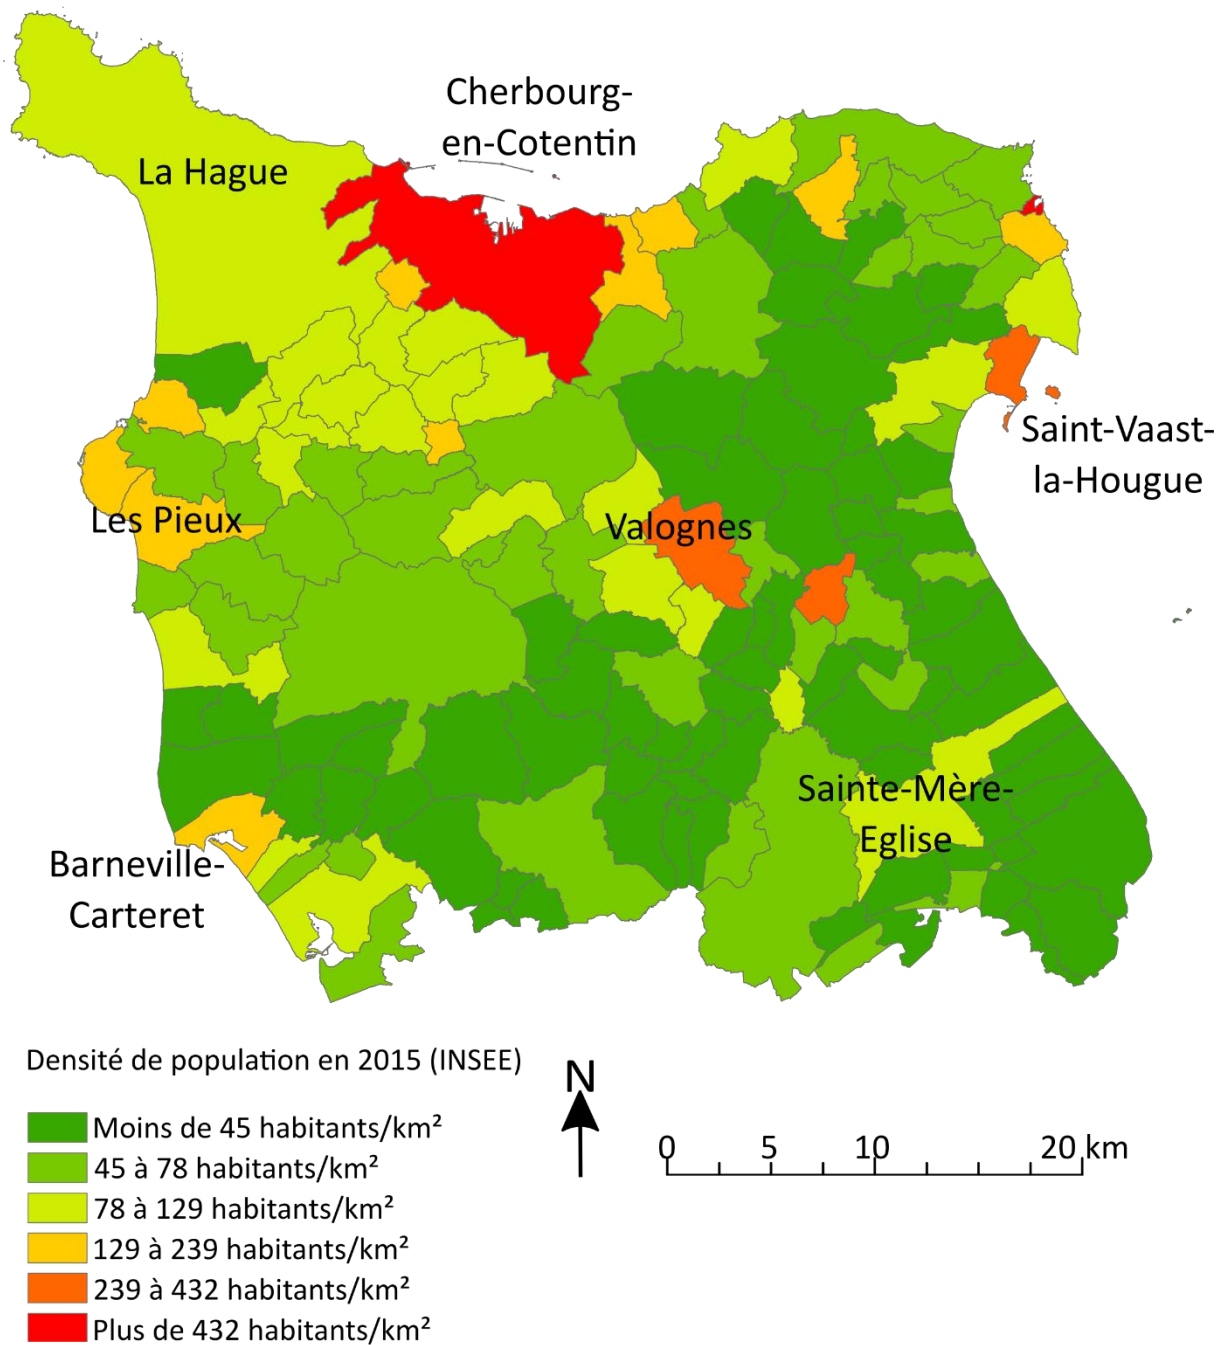 Cherbourg-
en-Cotentin
La Hague
Saint-Vaast-
la-Hougue
Les Pieux
Valognes
Sainte-Mère-
Eglise
Barneville-
Carteret
Densité de population en 2015 (INSEE)
Moins de 45 habitants/km²
45 à 78 habitants/km²
78 à 129 habitants/km²
129 à 239 habitants/km²
239 à 432 habitants/km²
Plus de 432 habitants/km²
N
0 5 10 20 km